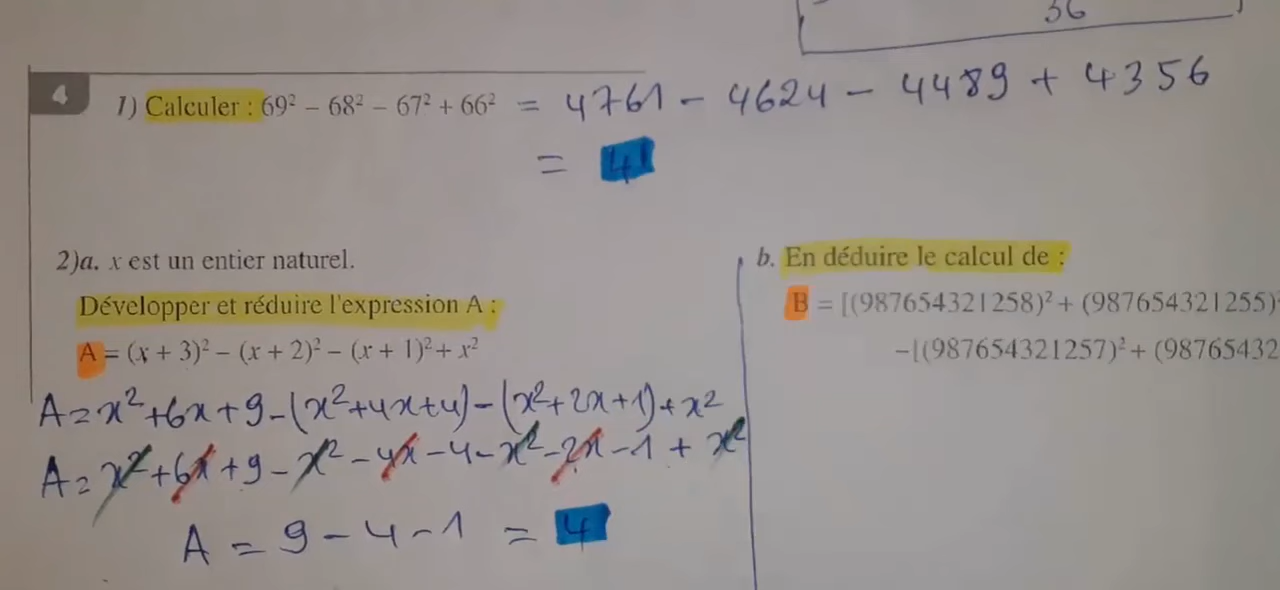 36
4
1) Calculer : 69² – 68² – 67² + 66² = 4761 – 4624 – 4489 + 4356
= 4
2)a. x est un entier naturel.
Développer et réduire l'expression A :
A = (x + 3)² – (x + 2)² – (x + 1)² + x²
A = x² + 6x + 9 – (x² + 4x + 4) – (x² + 2x + 1) + x²
A = x² + 6x + 9 – x² – 4x – 4 – x² – 2x – 1 + x²
A = 9 – 4 – 1 = 4
b. En déduire le calcul de :
B = [(987654321258)² + (987654321255)²
–[(987654321257)² + (98765432